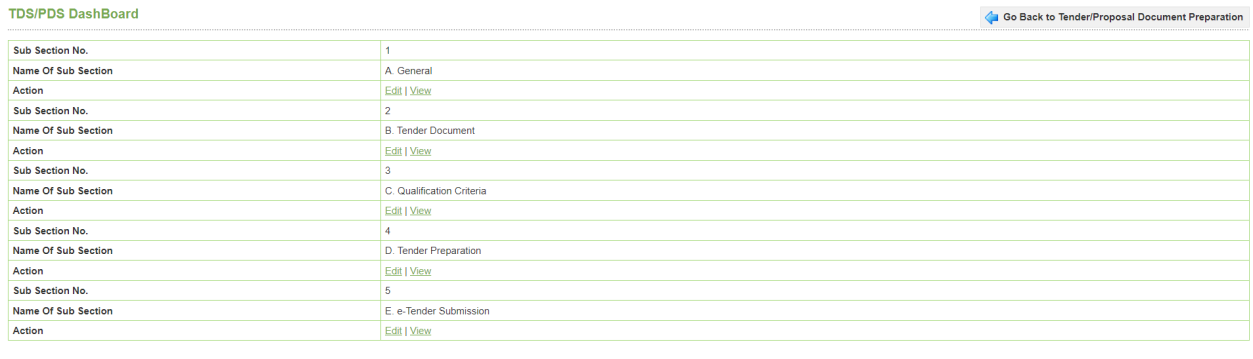 TDS/PDS DashBoard
Go Back to Tender/Proposal Document Preparation
Sub Section No. 1
Name Of Sub Section A. General
Action Edit | View
Sub Section No. 2
Name Of Sub Section B. Tender Document
Action Edit | View
Sub Section No. 3
Name Of Sub Section C. Qualification Criteria
Action Edit | View
Sub Section No. 4
Name Of Sub Section D. Tender Preparation
Action Edit | View
Sub Section No. 5
Name Of Sub Section E. e-Tender Submission
Action Edit | View